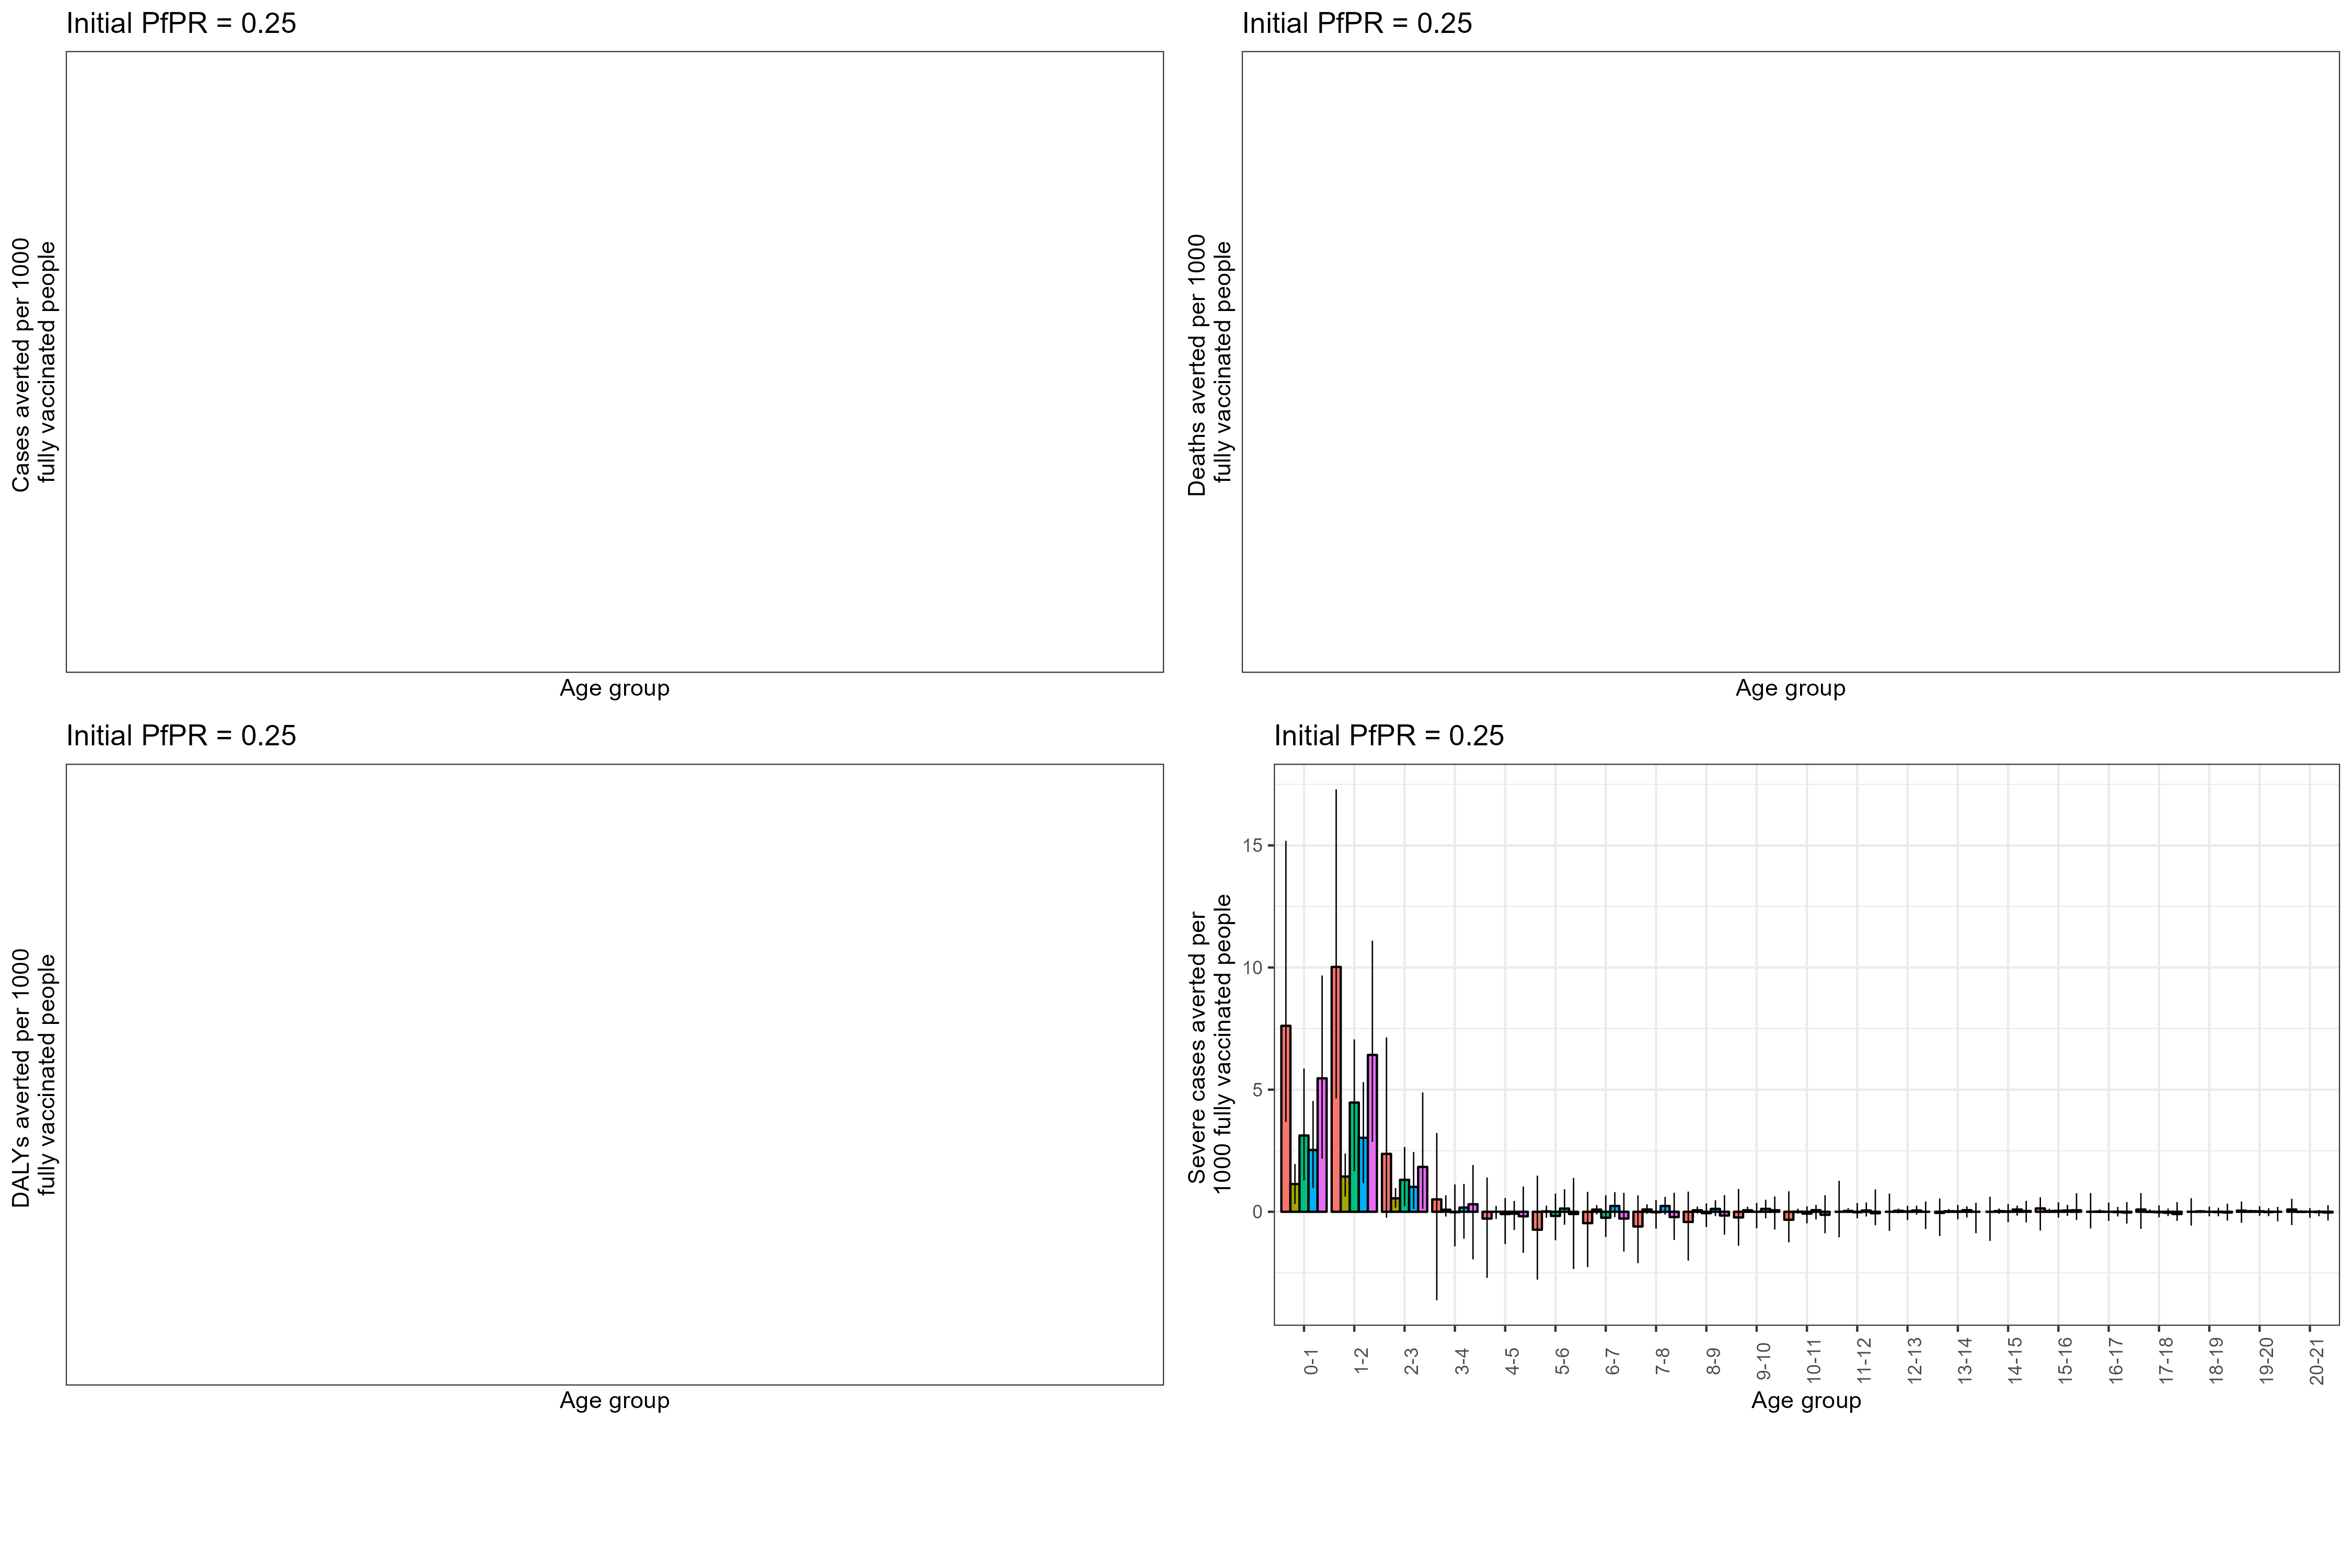 Initial PfPR = 0.25
Cases averted per 1000
fully vaccinated people
Age group
Initial PfPR = 0.25
Deaths averted per 1000
fully vaccinated people
Age group
Initial PfPR = 0.25
DALYs averted per 1000
fully vaccinated people
Age group
Initial PfPR = 0.25
Severe cases averted per
1000 fully vaccinated people
15
10
5
0
0-1
1-2
2-3
3-4
4-5
5-6
6-7
7-8
8-9
9-10
10-11
11-12
12-13
13-14
14-15
15-16
16-17
17-18
18-19
19-20
20-21
Age group